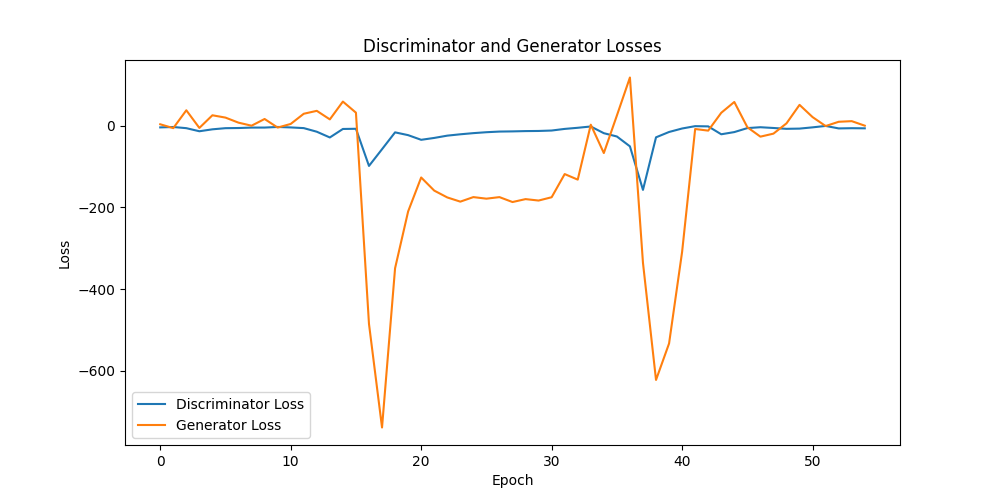 Discriminator and Generator Losses
0
−200
−400
−600
Loss
Discriminator Loss
Generator Loss
0
10
20
30
40
50
Epoch